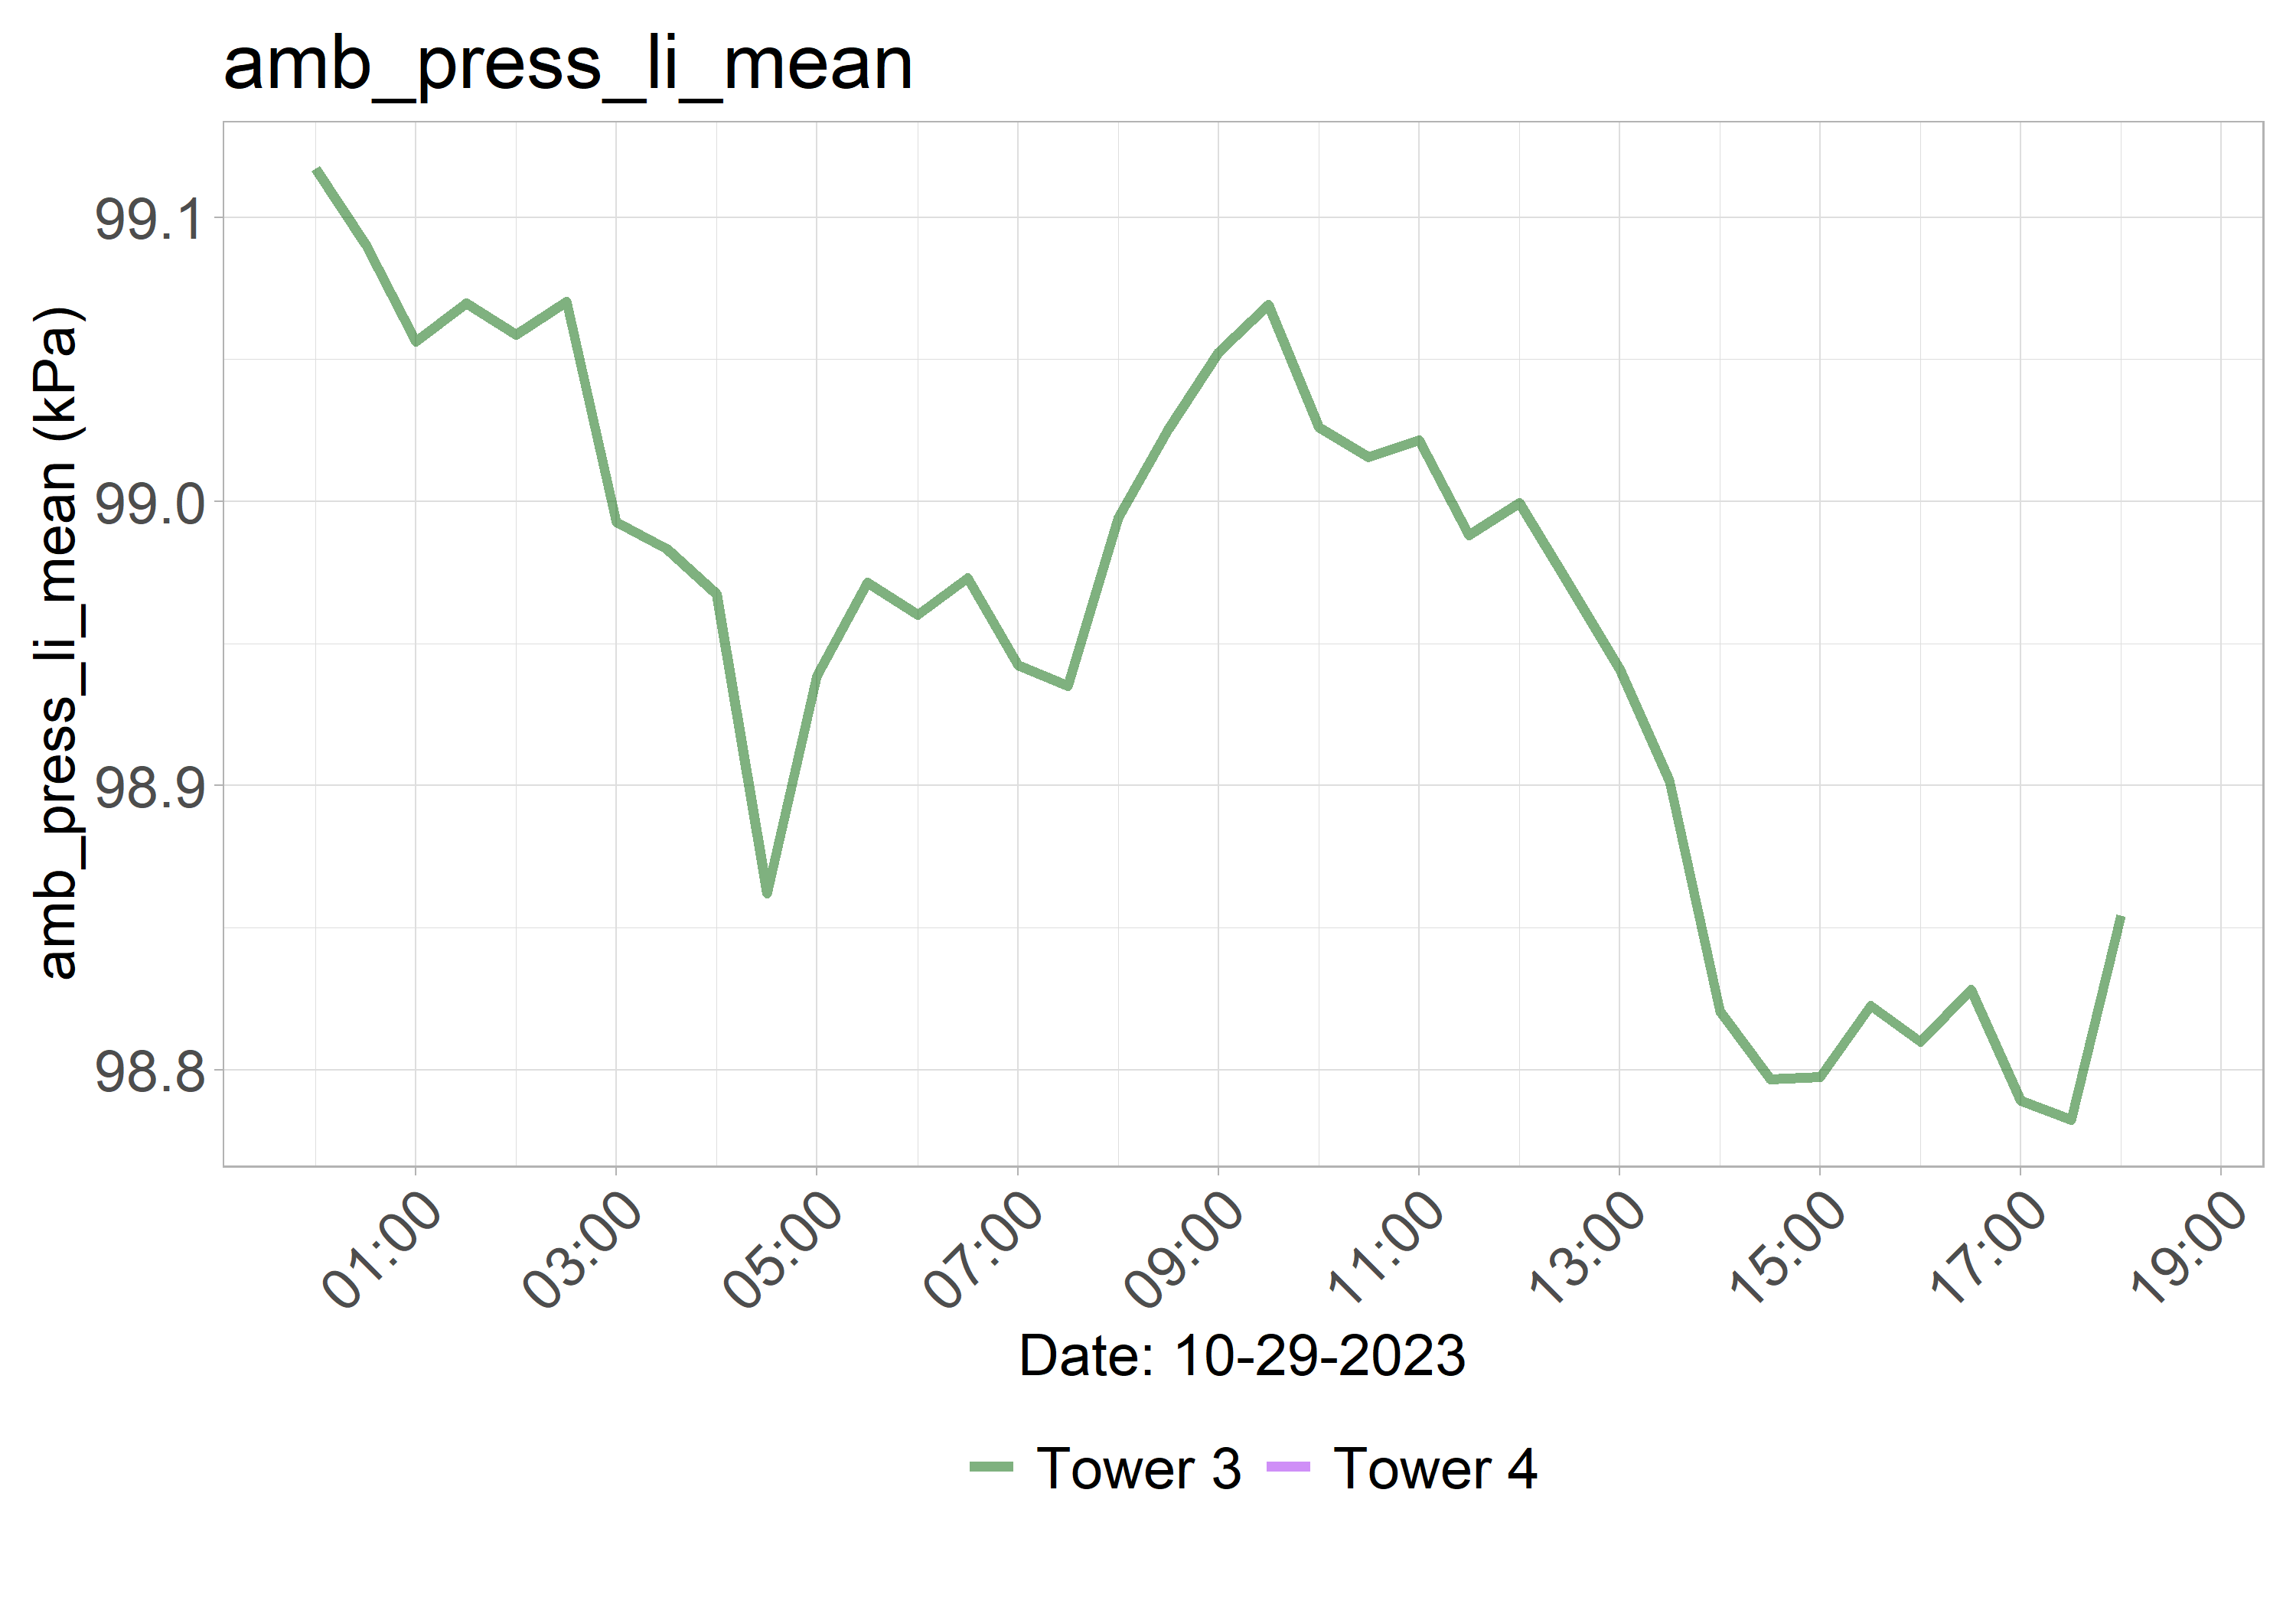 amb_press_li_mean
amb_press_li_mean (kPa)
99.1
99.0
98.9
98.8
01:00 03:00 05:00 07:00 09:00 11:00 13:00 15:00 17:00 19:00
Date: 10-29-2023
Tower 3 Tower 4